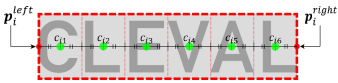 p_i^left CLEVAL p_i^right
c_i1 c_i2 c_i3 c_i4 c_i5 c_i6